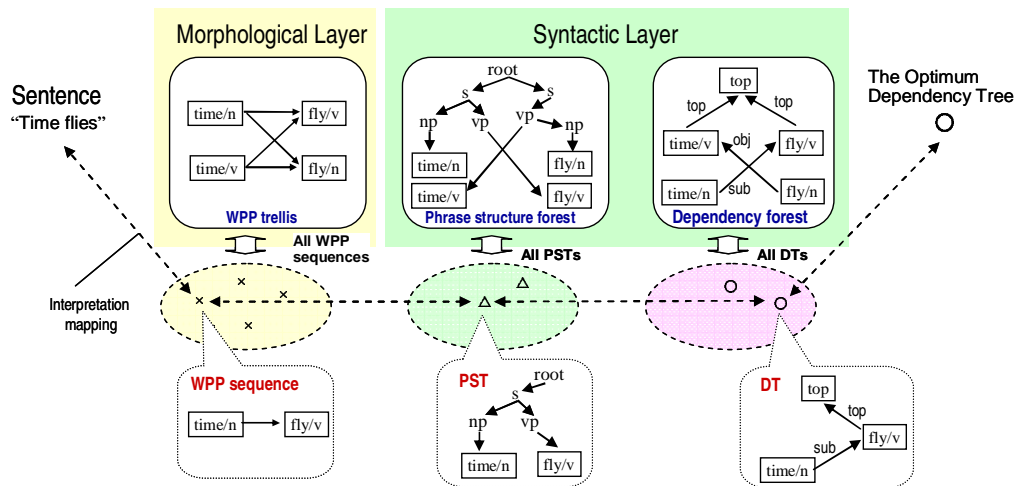 Morphological Layer
Syntactic Layer
Sentence
“Time flies”
time/n
fly/v
time/v
fly/n
WPP trellis
root
s
s
np
vp
vp
np
time/n
fly/n
time/v
fly/v
Phrase structure forest
top
top
top
obj
time/v
fly/v
sub
time/n
fly/n
Dependency forest
The Optimum
Dependency Tree
All WPP
sequences
All PSTs
All DTs
Interpretation
mapping
WPP sequence
time/n
fly/v
PST
root
s
np
vp
time/n
fly/v
DT
top
top
fly/v
sub
time/n